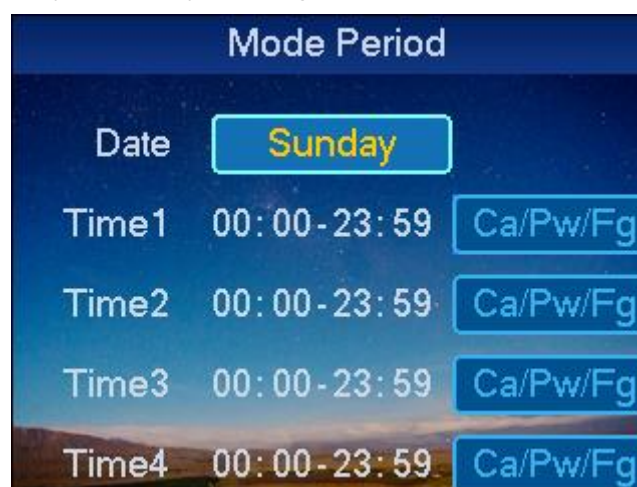 Mode Period
Date Sunday
Time1 00:00-23:59 Ca/Pw/Fg
Time2 00:00-23:59 Ca/Pw/Fg
Time3 00:00-23:59 Ca/Pw/Fg
Time4 00:00-23:59 Ca/Pw/Fg